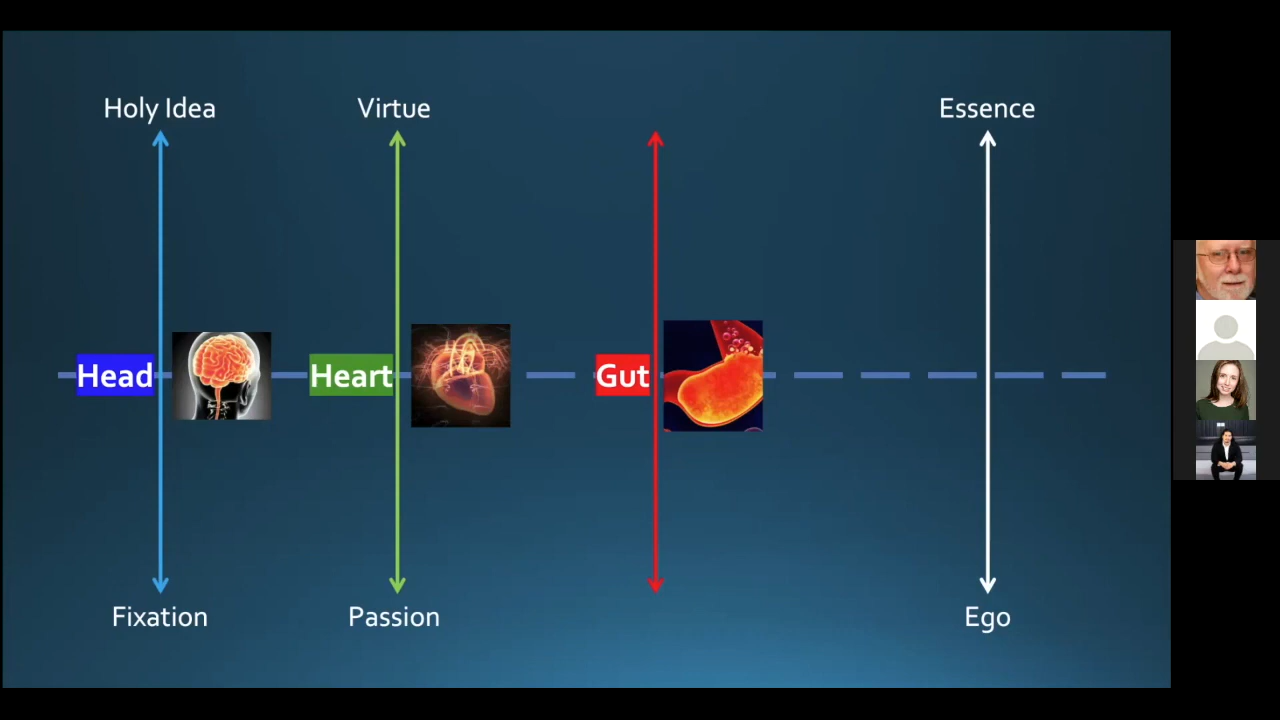 Holy Idea
Virtue
Essence
Head
Heart
Gut
Fixation
Passion
Ego